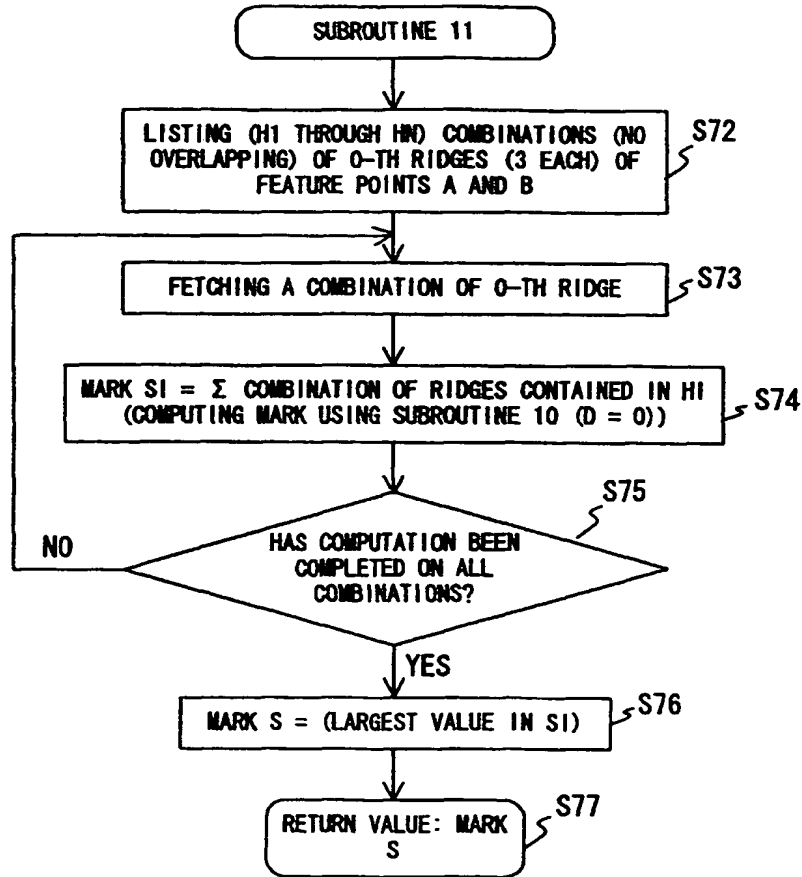 SUBROUTINE 11
LISTING (H1 THROUGH HN) COMBINATIONS (NO
OVERLAPPING) OF 0-TH RIDGES (3 EACH) OF
FEATURE POINTS A AND B
S72
FETCHING A COMBINATION OF 0-TH RIDGE
S73
MARK SI = Σ COMBINATION OF RIDGES CONTAINED IN HI
(COMPUTING MARK USING SUBROUTINE 10 (D = 0))
S74
S75
HAS COMPUTATION BEEN
COMPLETED ON ALL
COMBINATIONS?
NO
YES
MARK S = (LARGEST VALUE IN SI)
S76
RETURN VALUE: MARK
S
S77